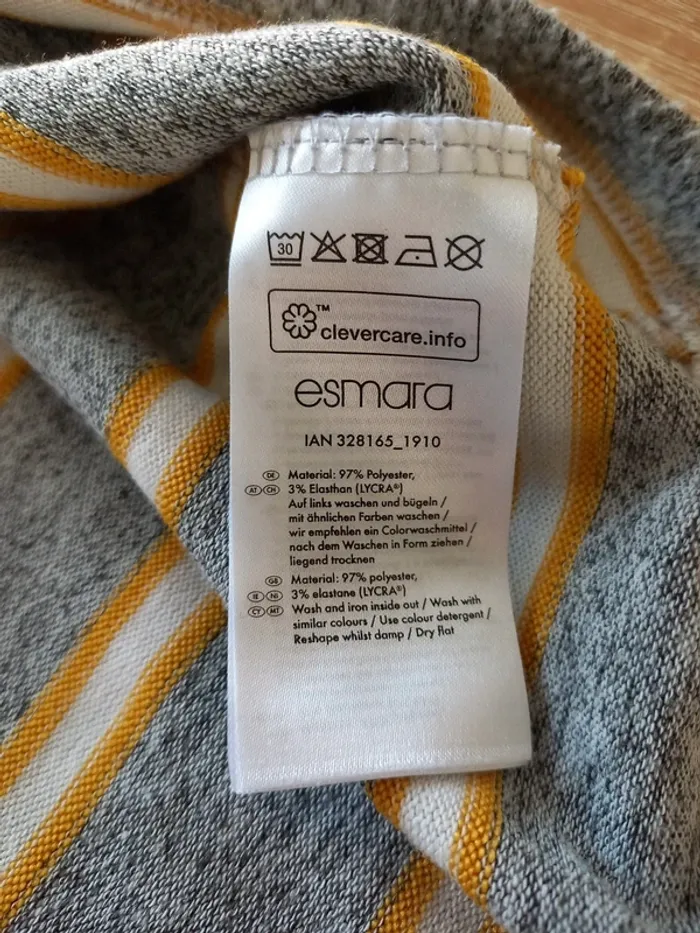 30
™
clevercare.info
esmara
IAN 328165_1910
DE Material: 97% Polyester,
AT CH 3% Elasthan (LYCRA®)
Auf links waschen und bügeln /
mit ähnlichen Farben waschen /
wir empfehlen ein Colorwaschmittel /
nach dem Waschen in Form ziehen /
liegend trocknen
GB Material: 97% polyester,
IE NI 3% elastane (LYCRA®)
CY MT Wash and iron inside out / Wash with
similar colours / Use colour detergent /
Reshape whilst damp / Dry flat